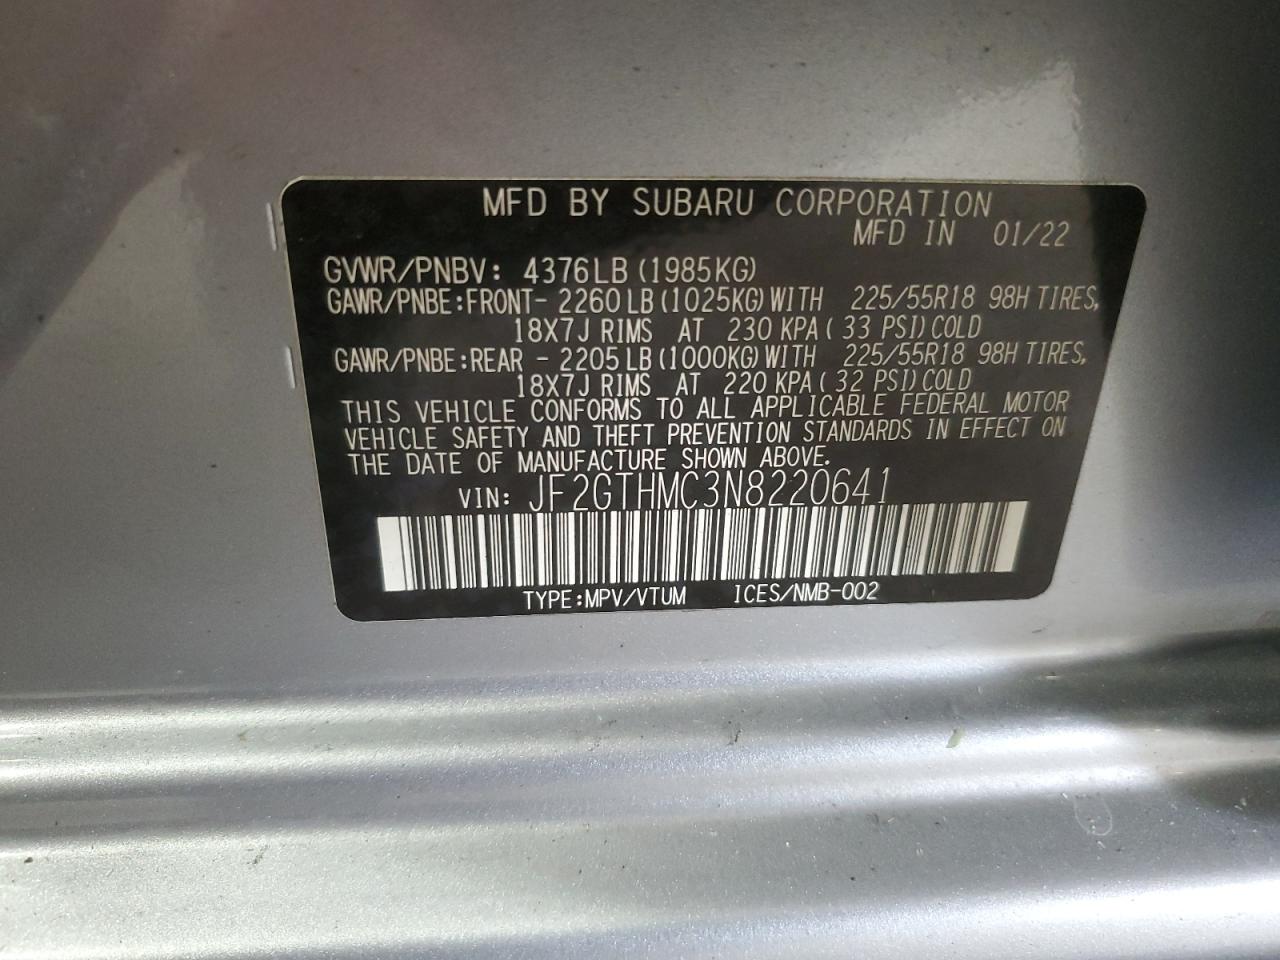 MFD BY SUBARU CORPORATION
MFD IN 01/22
GVWR/PNBV: 4376LB (1985KG)
GAWR/PNBE:FRONT- 2260 LB (1025KG) WITH 225/55R18 98H TIRES,
18X7J RIMS AT 230 KPA ( 33 PSI) COLD
GAWR/PNBE:REAR - 2205 LB (1000KG) WITH 225/55R18 98H TIRES,
18X7J RIMS AT 220 KPA ( 32 PSI) COLD
THIS VEHICLE CONFORMS TO ALL APPLICABLE FEDERAL MOTOR
VEHICLE SAFETY AND THEFT PREVENTION STANDARDS IN EFFECT ON
THE DATE OF MANUFACTURE SHOWN ABOVE.
VIN: JF2GTHMC3N8220641
TYPE:MPV/VTUM ICES/NMB-002